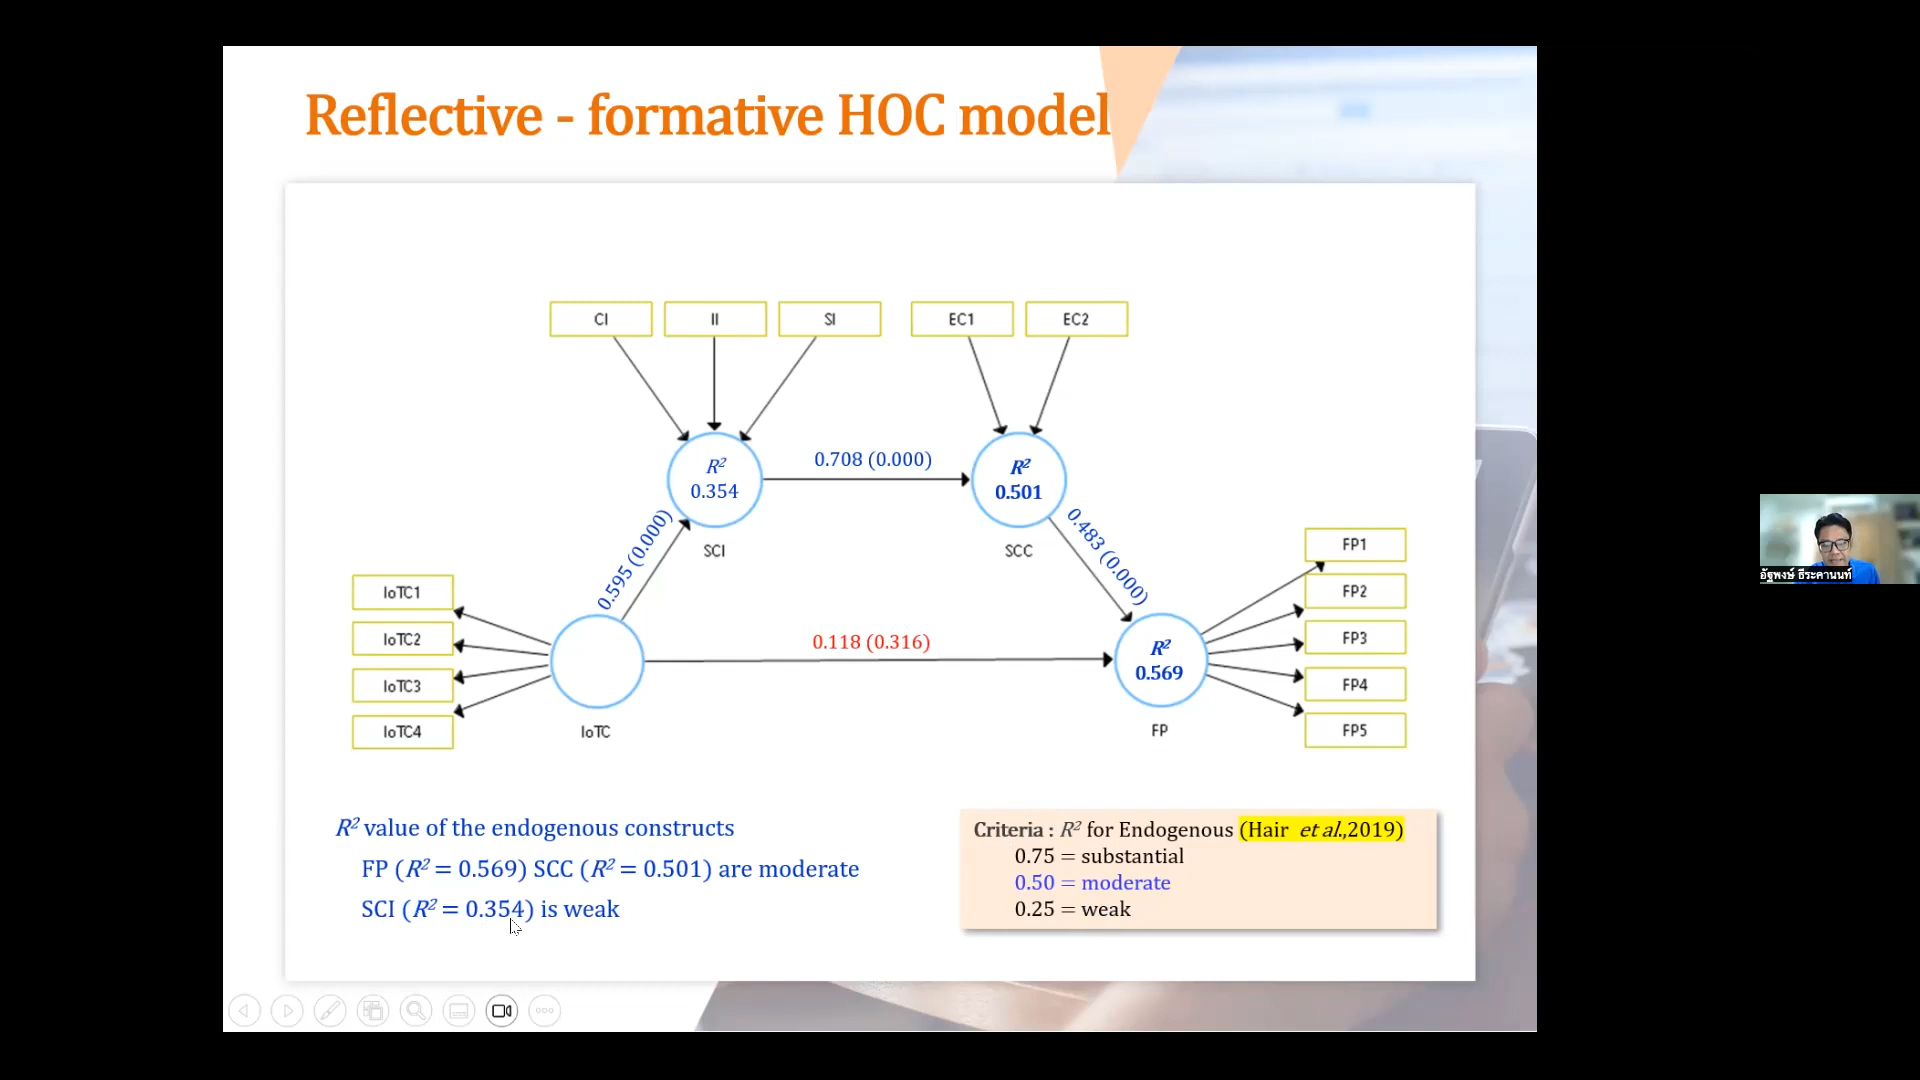 Reflective - formative HOC model
CI
II
SI
EC1
EC2
R²
0.354
0.708 (0.000)
R²
0.501
SCI
SCC
0.595 (0.000)
0.483 (0.000)
FP1
FP2
FP3
FP4
FP5
IoTC1
IoTC2
IoTC3
IoTC4
0.118 (0.316)
R²
0.569
IoTC
FP
R² value of the endogenous constructs
FP (R² = 0.569) SCC (R² = 0.501) are moderate
SCI (R² = 0.354) is weak
Criteria : R² for Endogenous (Hair et al.,2019)
0.75 = substantial
0.50 = moderate
0.25 = weak
อัฐพงษ์ ธีระคานนท์